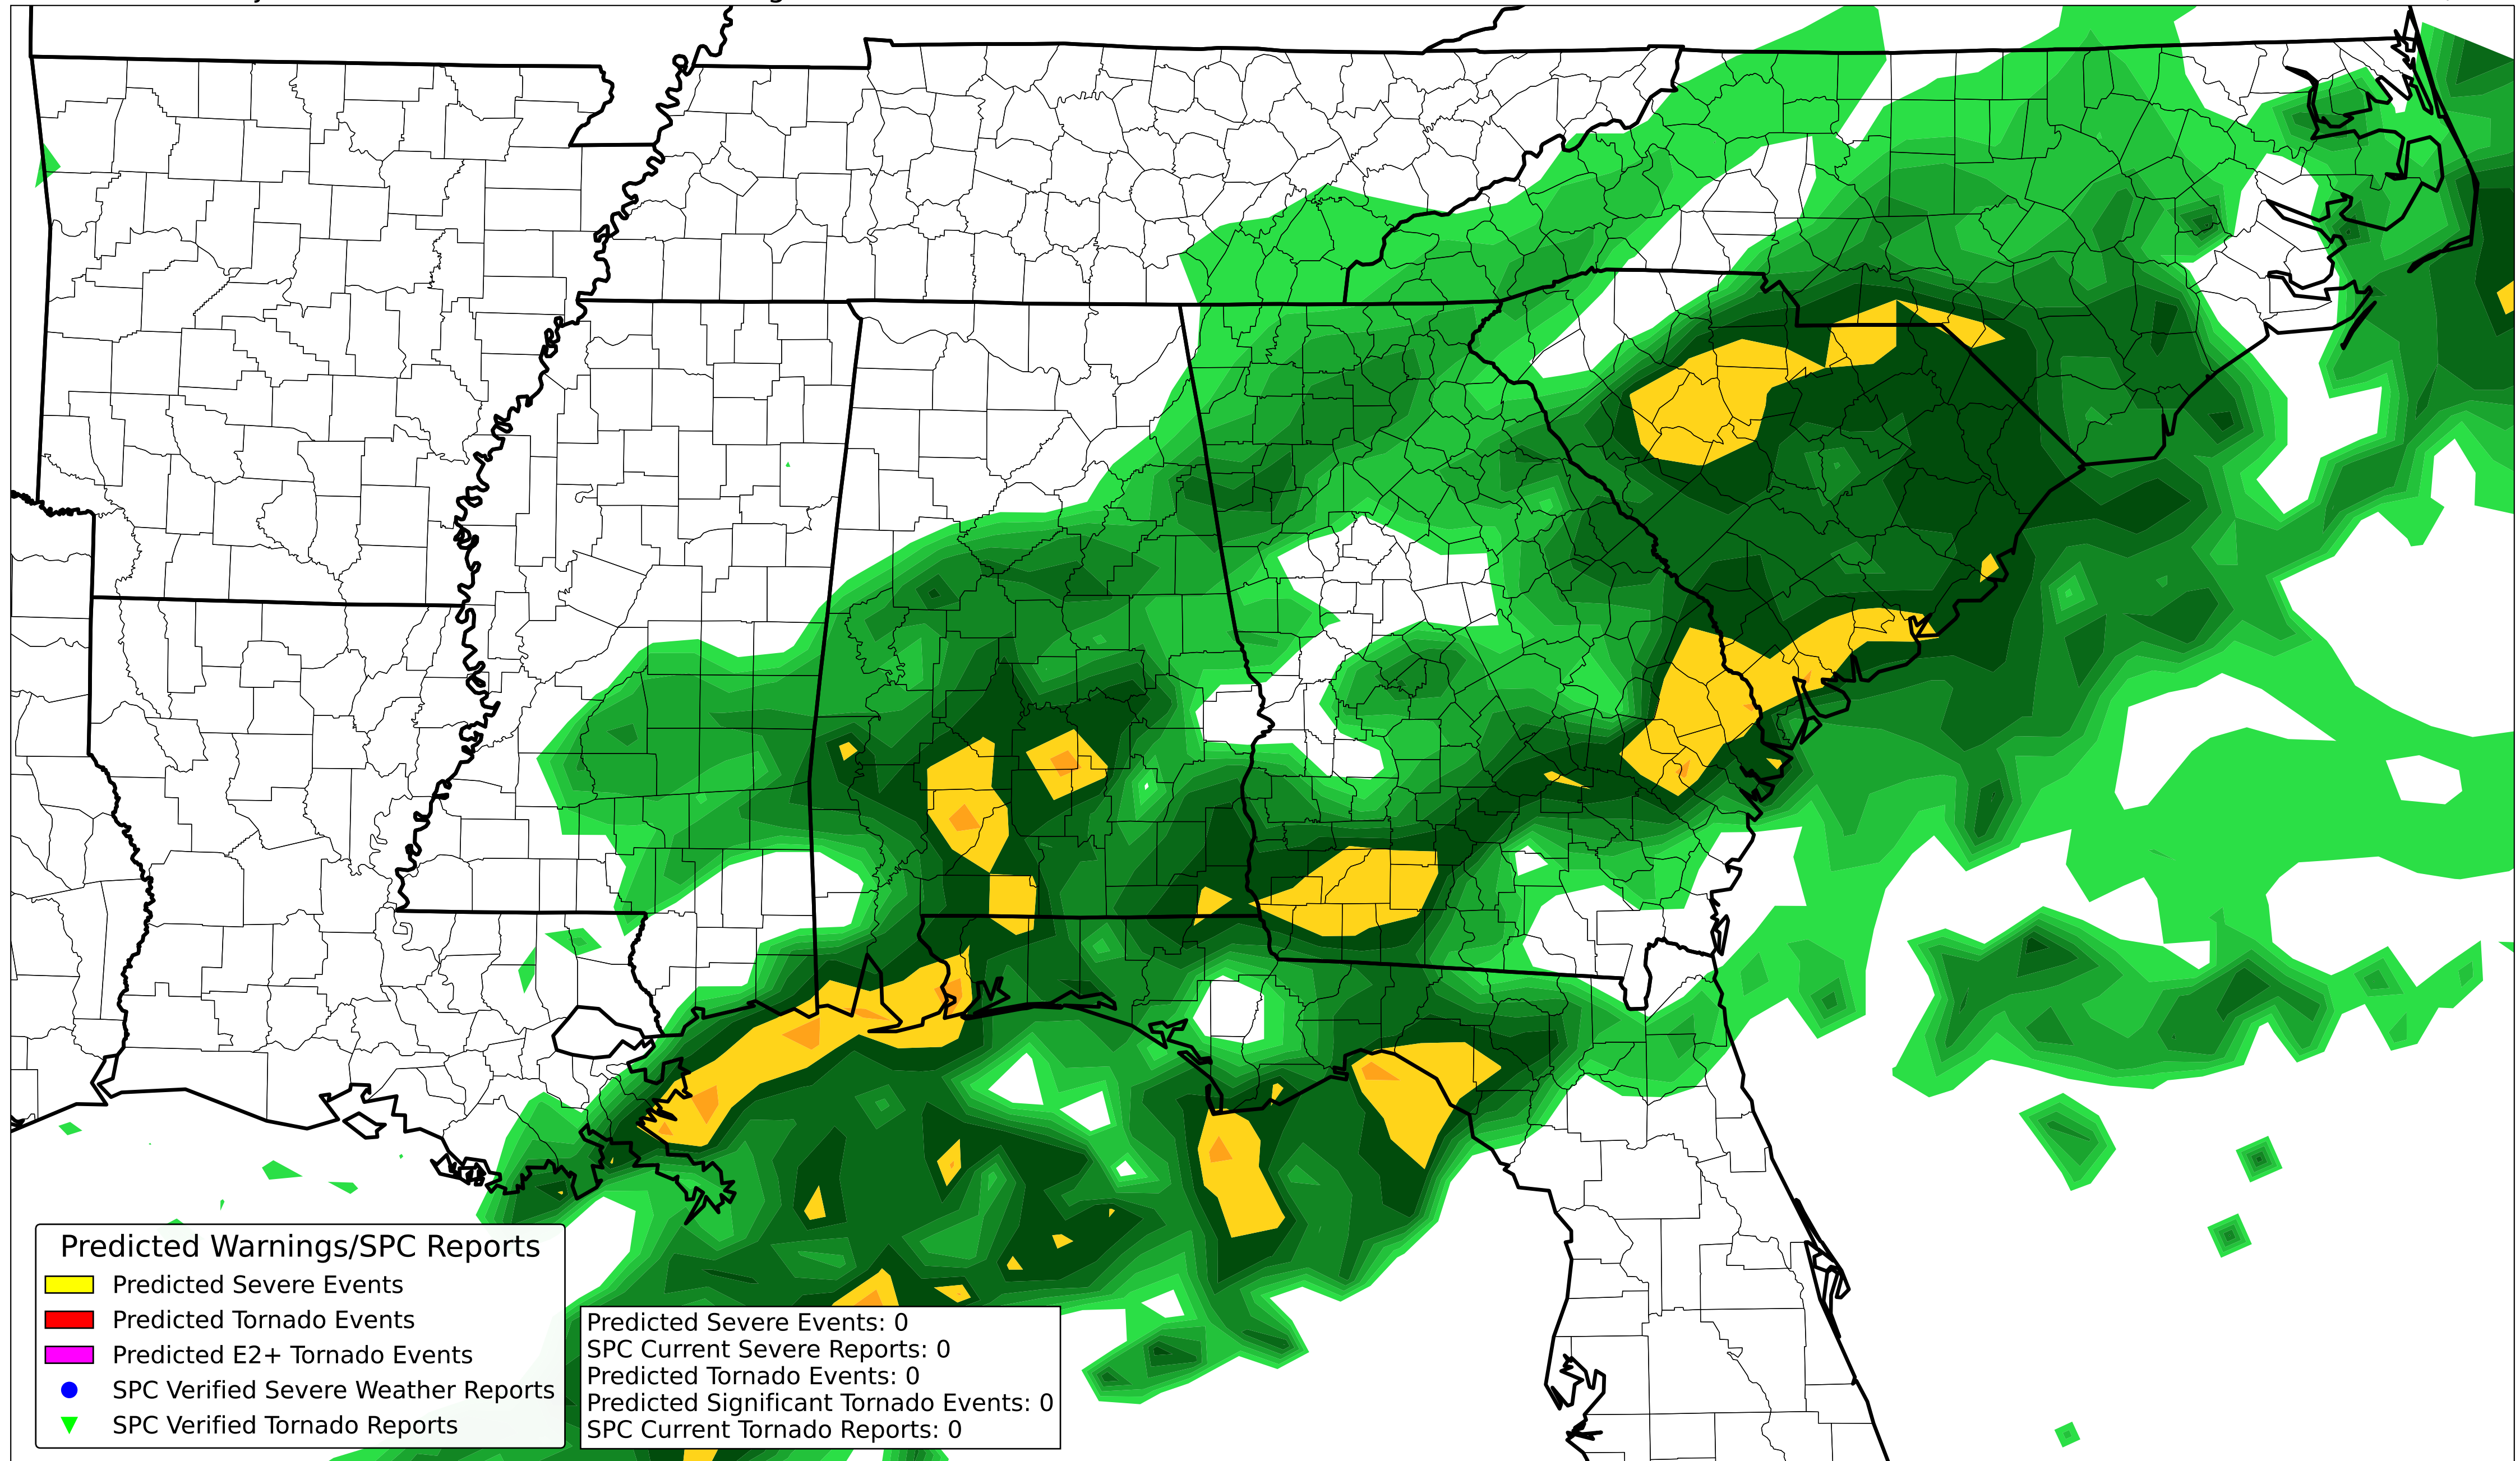 Predicted Warnings/SPC Reports
Predicted Severe Events
Predicted Tornado Events
Predicted E2+ Tornado Events
SPC Verified Severe Weather Reports
SPC Verified Tornado Reports
Predicted Severe Events: 0
SPC Current Severe Reports: 0
Predicted Tornado Events: 0
Predicted Significant Tornado Events: 0
SPC Current Tornado Reports: 0